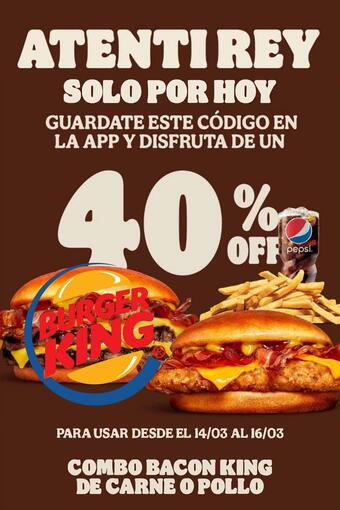 ATENTI REY
SOLO POR HOY
GUARDATE ESTE CÓDIGO EN
LA APP Y DISFRUTA DE UN
40%
OFF
pepsi
BURGER
KING
®
PARA USAR DESDE EL 14/03 AL 16/03
COMBO BACON KING
DE CARNE O POLLO